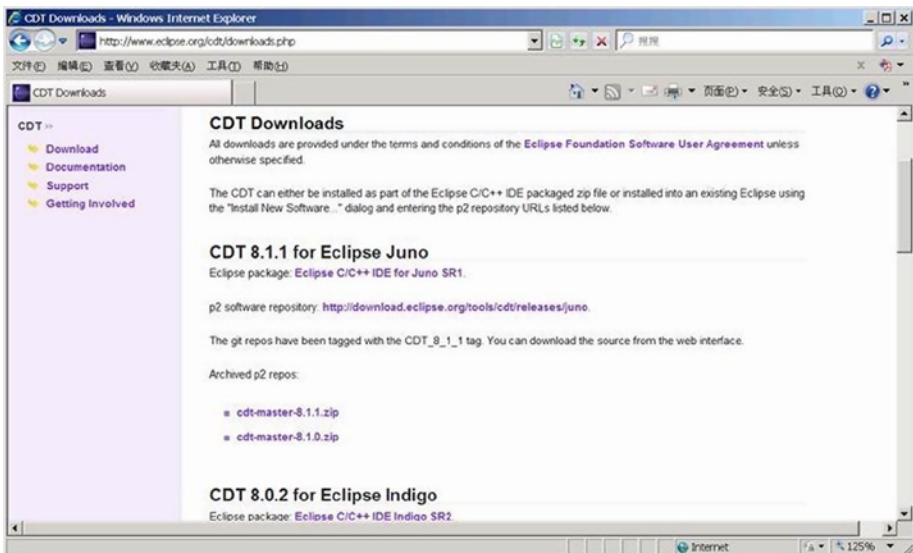 CDT Downloads - Windows Internet Explorer
http://www.eclipse.org/cdt/downloads.php
搜搜
文件(F) 编辑(E) 查看(V) 收藏夹(A) 工具(T) 帮助(H)
CDT Downloads
页面(P) 安全(S) 工具(O)
CDT
Download
Documentation
Support
Getting Involved
CDT Downloads
All downloads are provided under the terms and conditions of the Eclipse Foundation Software User Agreement unless
otherwise specified.
The CDT can either be installed as part of the Eclipse C/C++ IDE packaged zip file or installed into an existing Eclipse using
the "Install New Software..." dialog and entering the p2 repository URLs listed below.
CDT 8.1.1 for Eclipse Juno
Eclipse package: Eclipse C/C++ IDE for Juno SR1.
p2 software repository: http://download.eclipse.org/tools/cdt/releases/juno.
The git repos have been tagged with the CDT_8_1_1 tag. You can download the source from the web interface.
Archived p2 repos:
cdt-master-8.1.1.zip
cdt-master-8.1.0.zip
CDT 8.0.2 for Eclipse Indigo
Eclipse package: Eclipse C/C++ IDE Indigo SR2.
Internet
125%